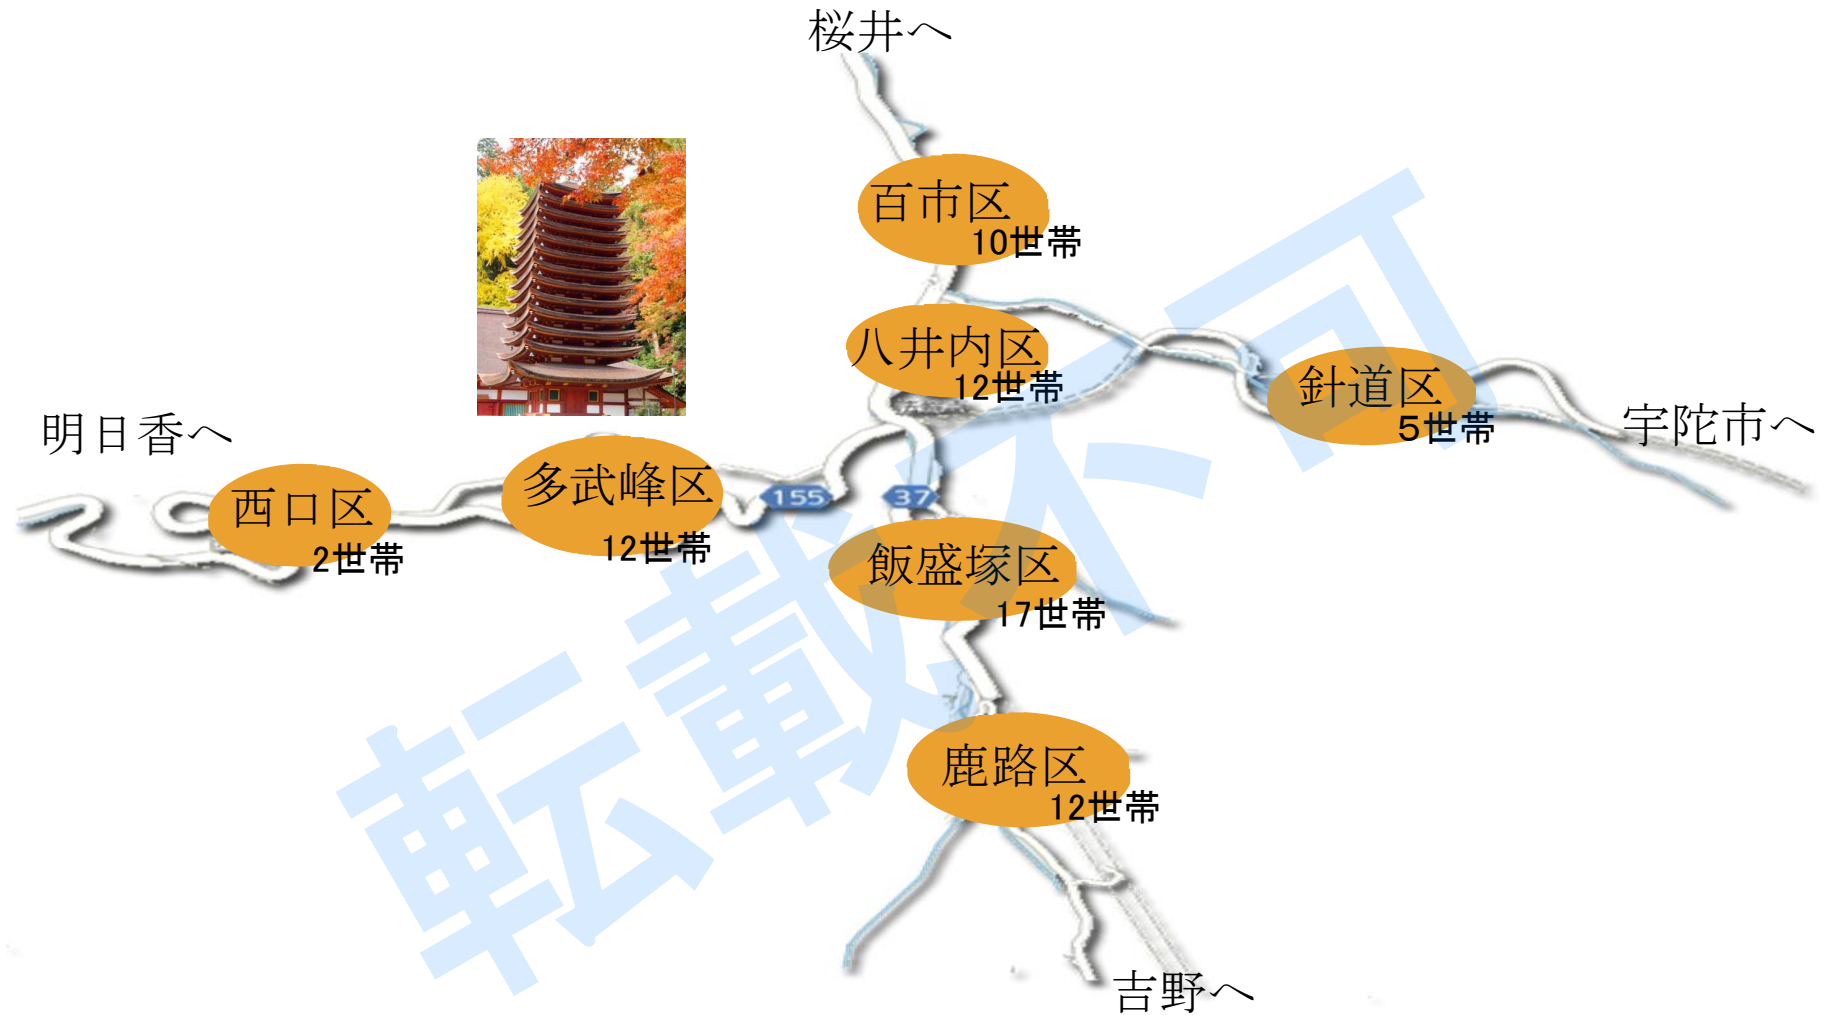 桜井へ
百市区
10世帯
八井内区
12世帯
針道区
5世帯
宇陀市へ
明日香へ
西口区
2世帯
多武峰区
12世帯
155
37
飯盛塚区
17世帯
鹿路区
12世帯
吉野へ
転載不可